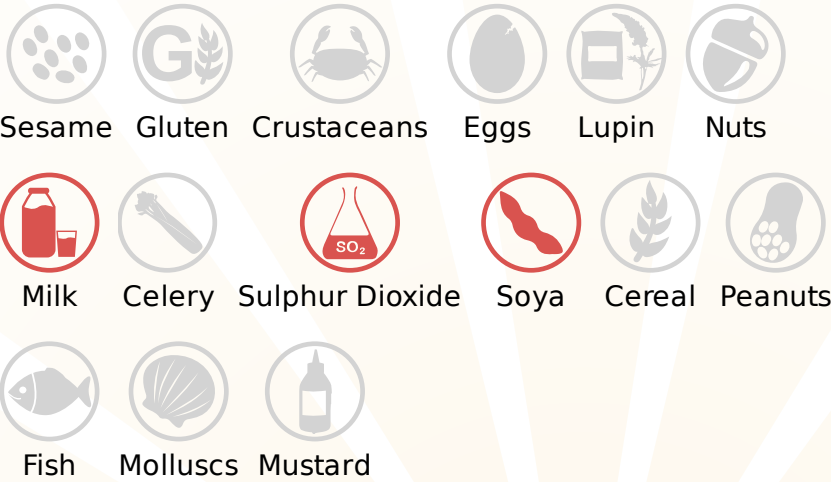 G
Sesame Gluten Crustaceans Eggs Lupin Nuts
SO₂
Milk Celery Sulphur Dioxide Soya Cereal Peanuts
Fish Molluscs Mustard